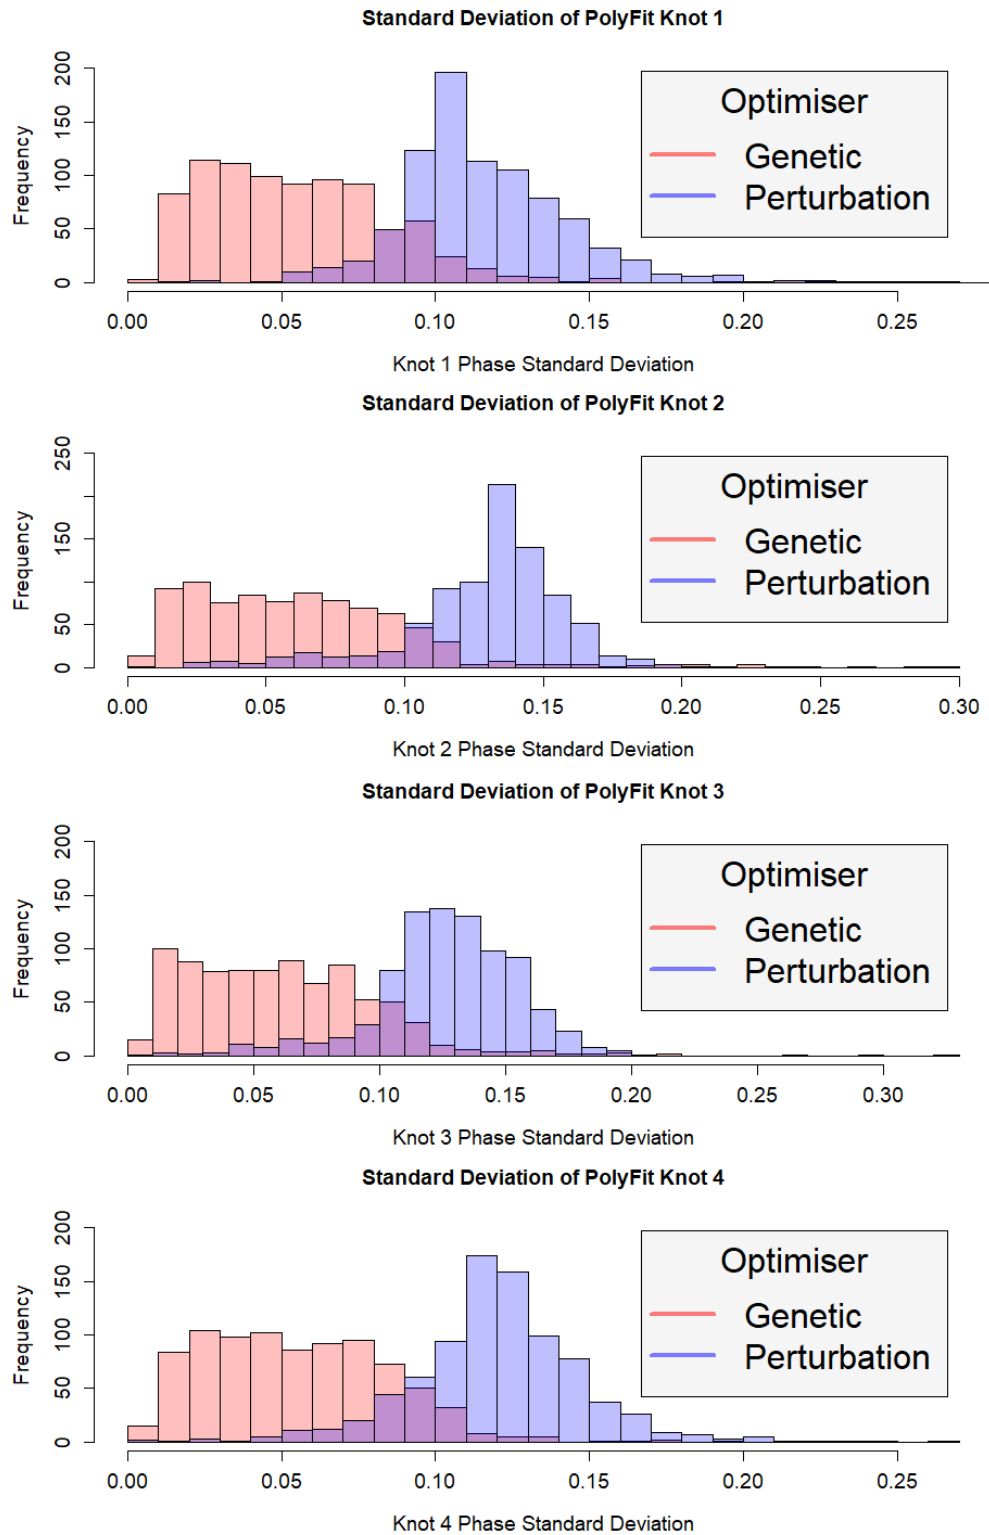 Standard Deviation of PolyFit Knot 1
Frequency
200
150
100
50
0
Optimiser
Genetic
Perturbation
0.00 0.05 0.10 0.15 0.20 0.25
Knot 1 Phase Standard Deviation
Standard Deviation of PolyFit Knot 2
Frequency
250
150
50
0
Optimiser
Genetic
Perturbation
0.00 0.05 0.10 0.15 0.20 0.25 0.30
Knot 2 Phase Standard Deviation
Standard Deviation of PolyFit Knot 3
Frequency
200
150
100
50
0
Optimiser
Genetic
Perturbation
0.00 0.05 0.10 0.15 0.20 0.25 0.30
Knot 3 Phase Standard Deviation
Standard Deviation of PolyFit Knot 4
Frequency
200
150
100
50
0
Optimiser
Genetic
Perturbation
0.00 0.05 0.10 0.15 0.20 0.25
Knot 4 Phase Standard Deviation